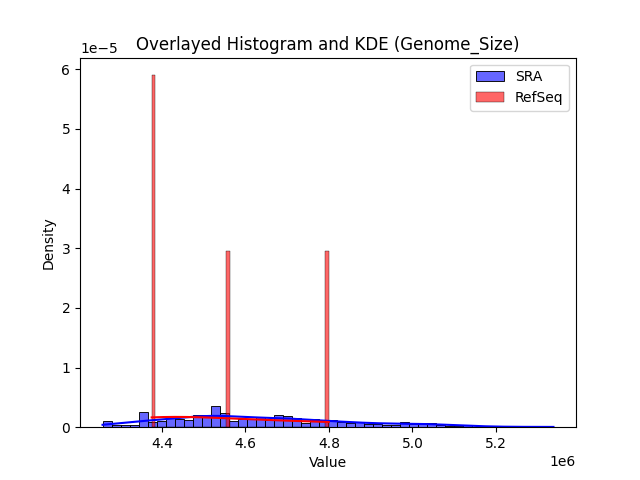 Overlayed Histogram and KDE (Genome_Size)
1e−5
SRA
RefSeq
6
5
4
3
2
1
0
Density
4.4 4.6 4.8 5.0 5.2
1e6
Value